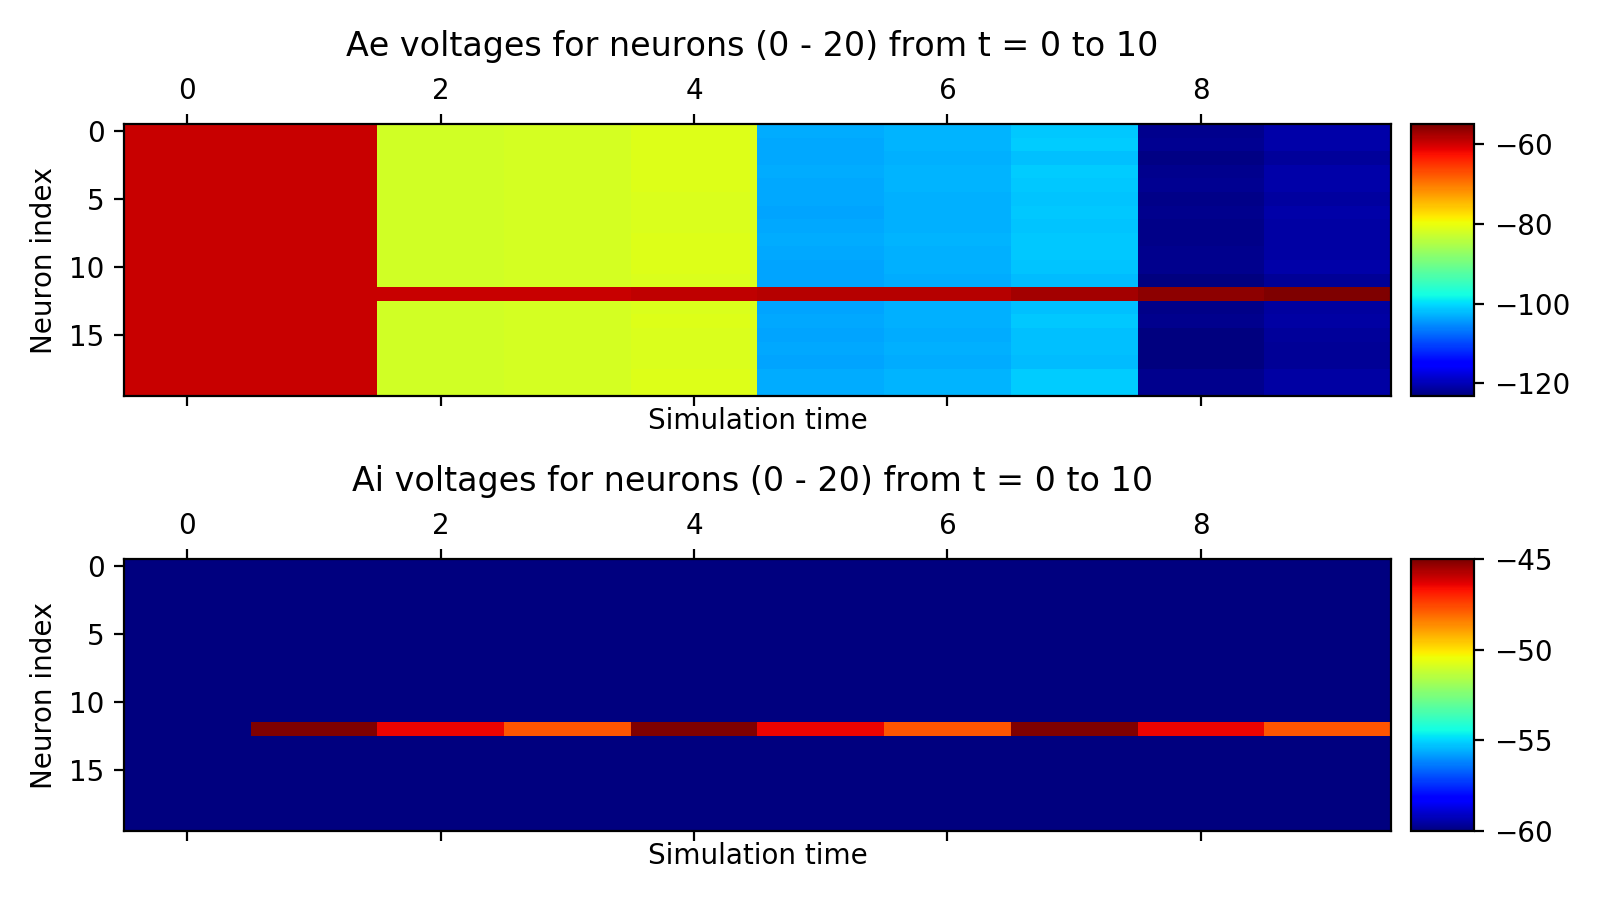 Ae voltages for neurons (0 - 20) from t = 0 to 10
0 2 4 6 8
Neuron index
0
5
10
15
−60
−80
−100
−120
Simulation time
Ai voltages for neurons (0 - 20) from t = 0 to 10
0 2 4 6 8
Neuron index
0
5
10
15
−45
−50
−55
−60
Simulation time